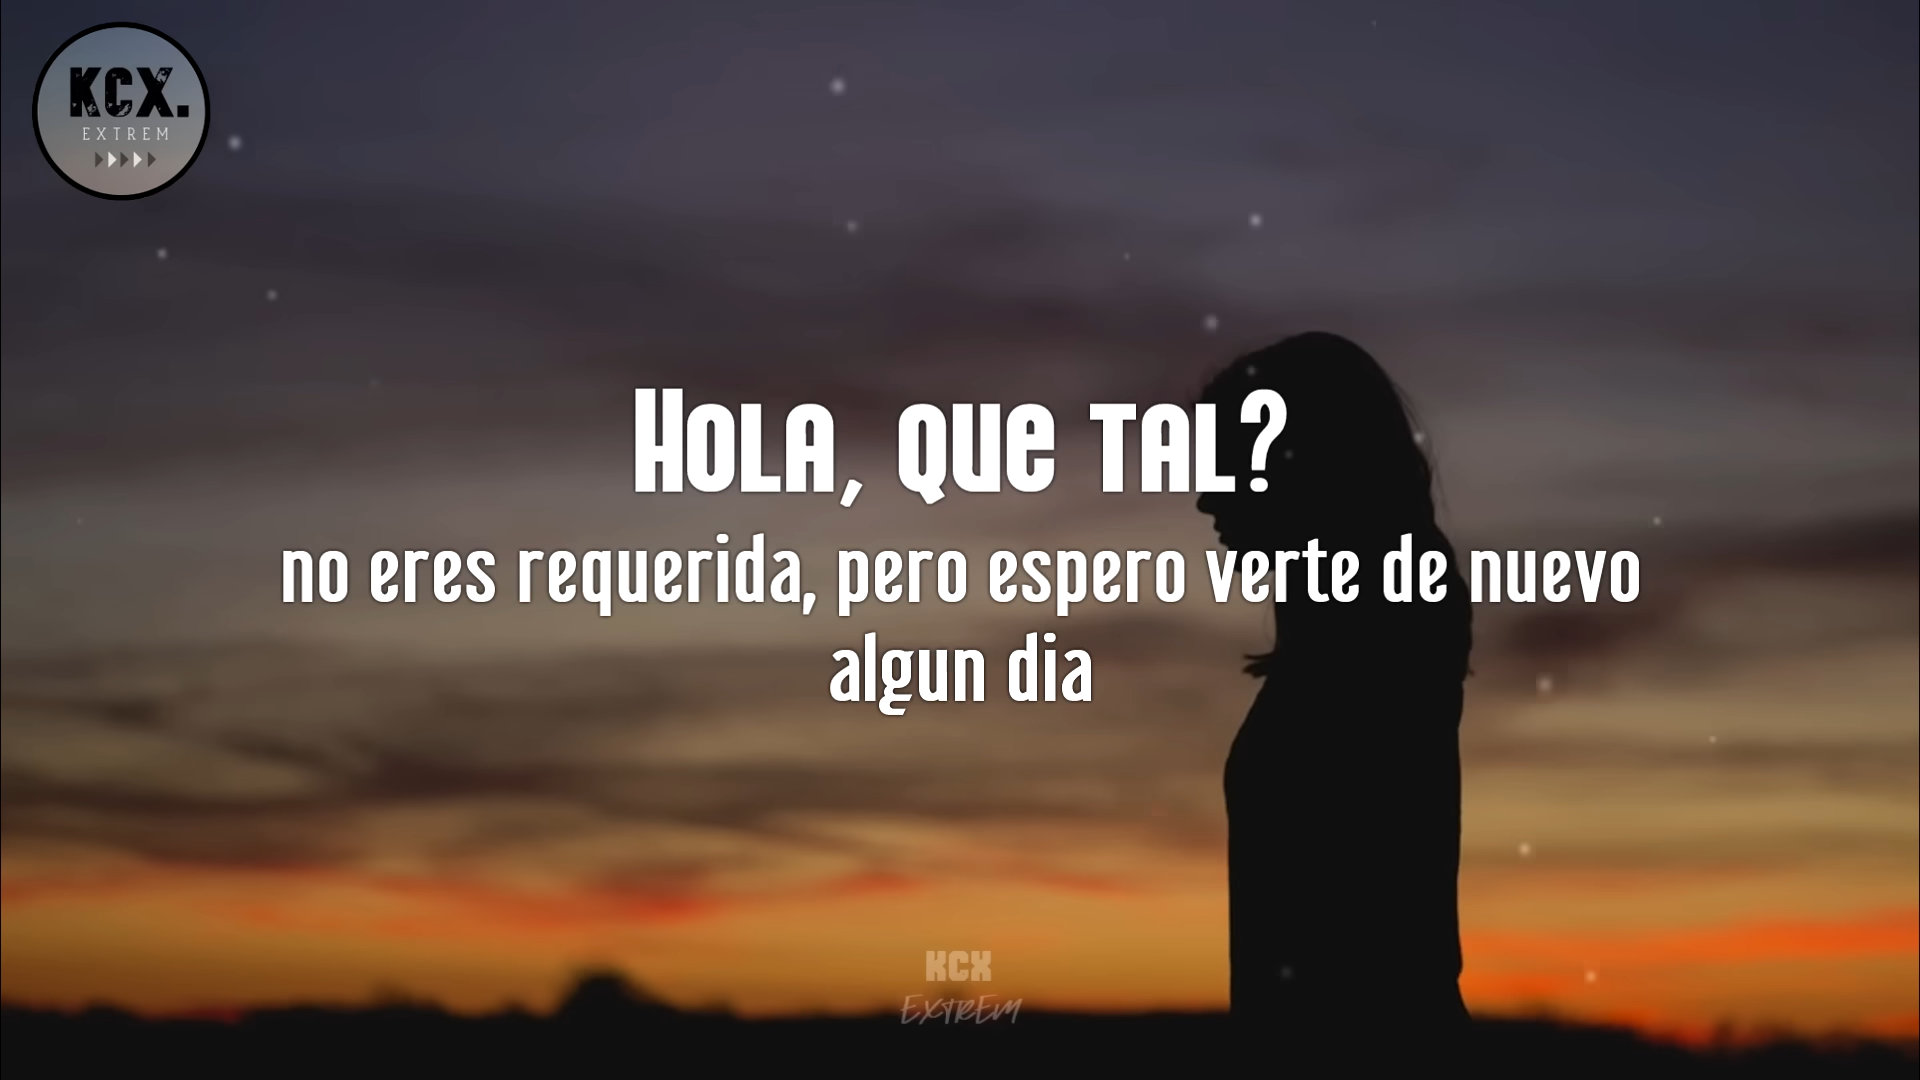 KCX.
EXTREM
HOLA, QUE TAL?
no eres requerida, pero espero verte de nuevo
algun dia
KCX
EXTREM